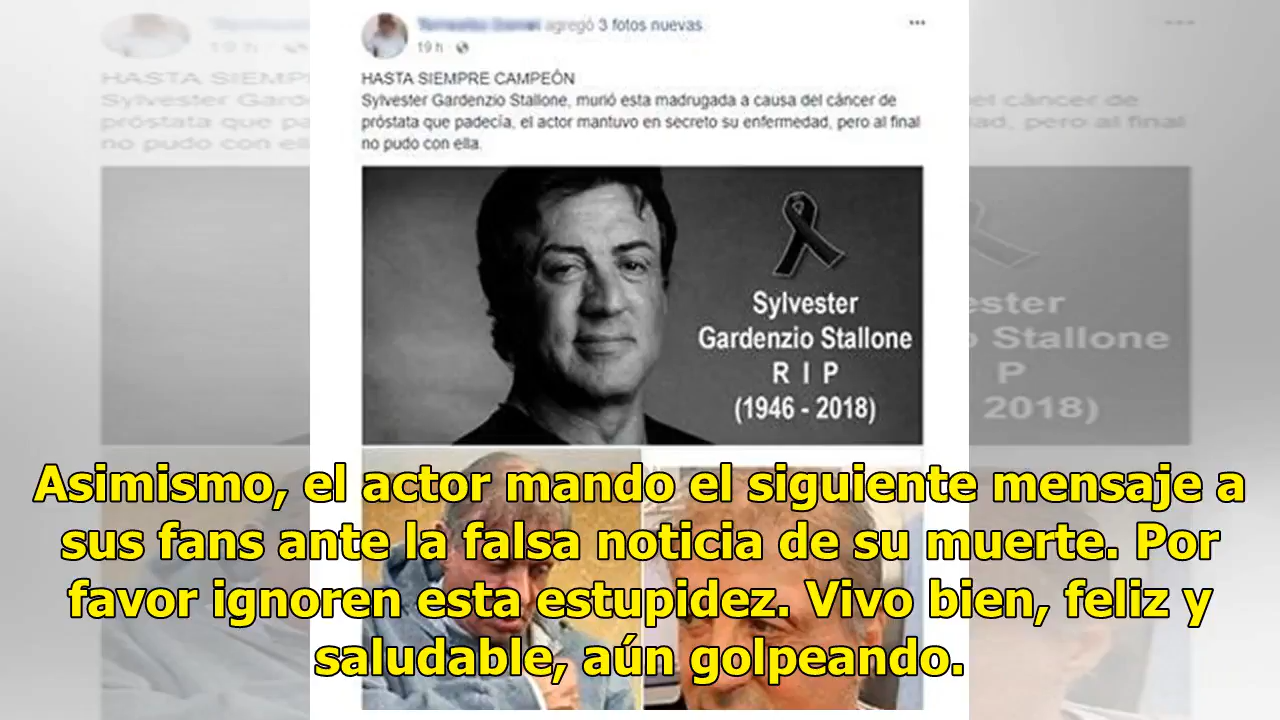 agregó 3 fotos nuevas
19 h
HASTA SIEMPRE CAMPEÓN
Sylvester Gardenzio Stallone, murió esta madrugada a causa del cáncer de
próstata que padecía, el actor mantuvo en secreto su enfermedad, pero al final
no pudo con ella.
Sylvester
Gardenzio Stallone
R I P
(1946 - 2018)
Asimismo, el actor mando el siguiente mensaje a
sus fans ante la falsa noticia de su muerte. Por
favor ignoren esta estupidez. Vivo bien, feliz y
saludable, aún golpeando.